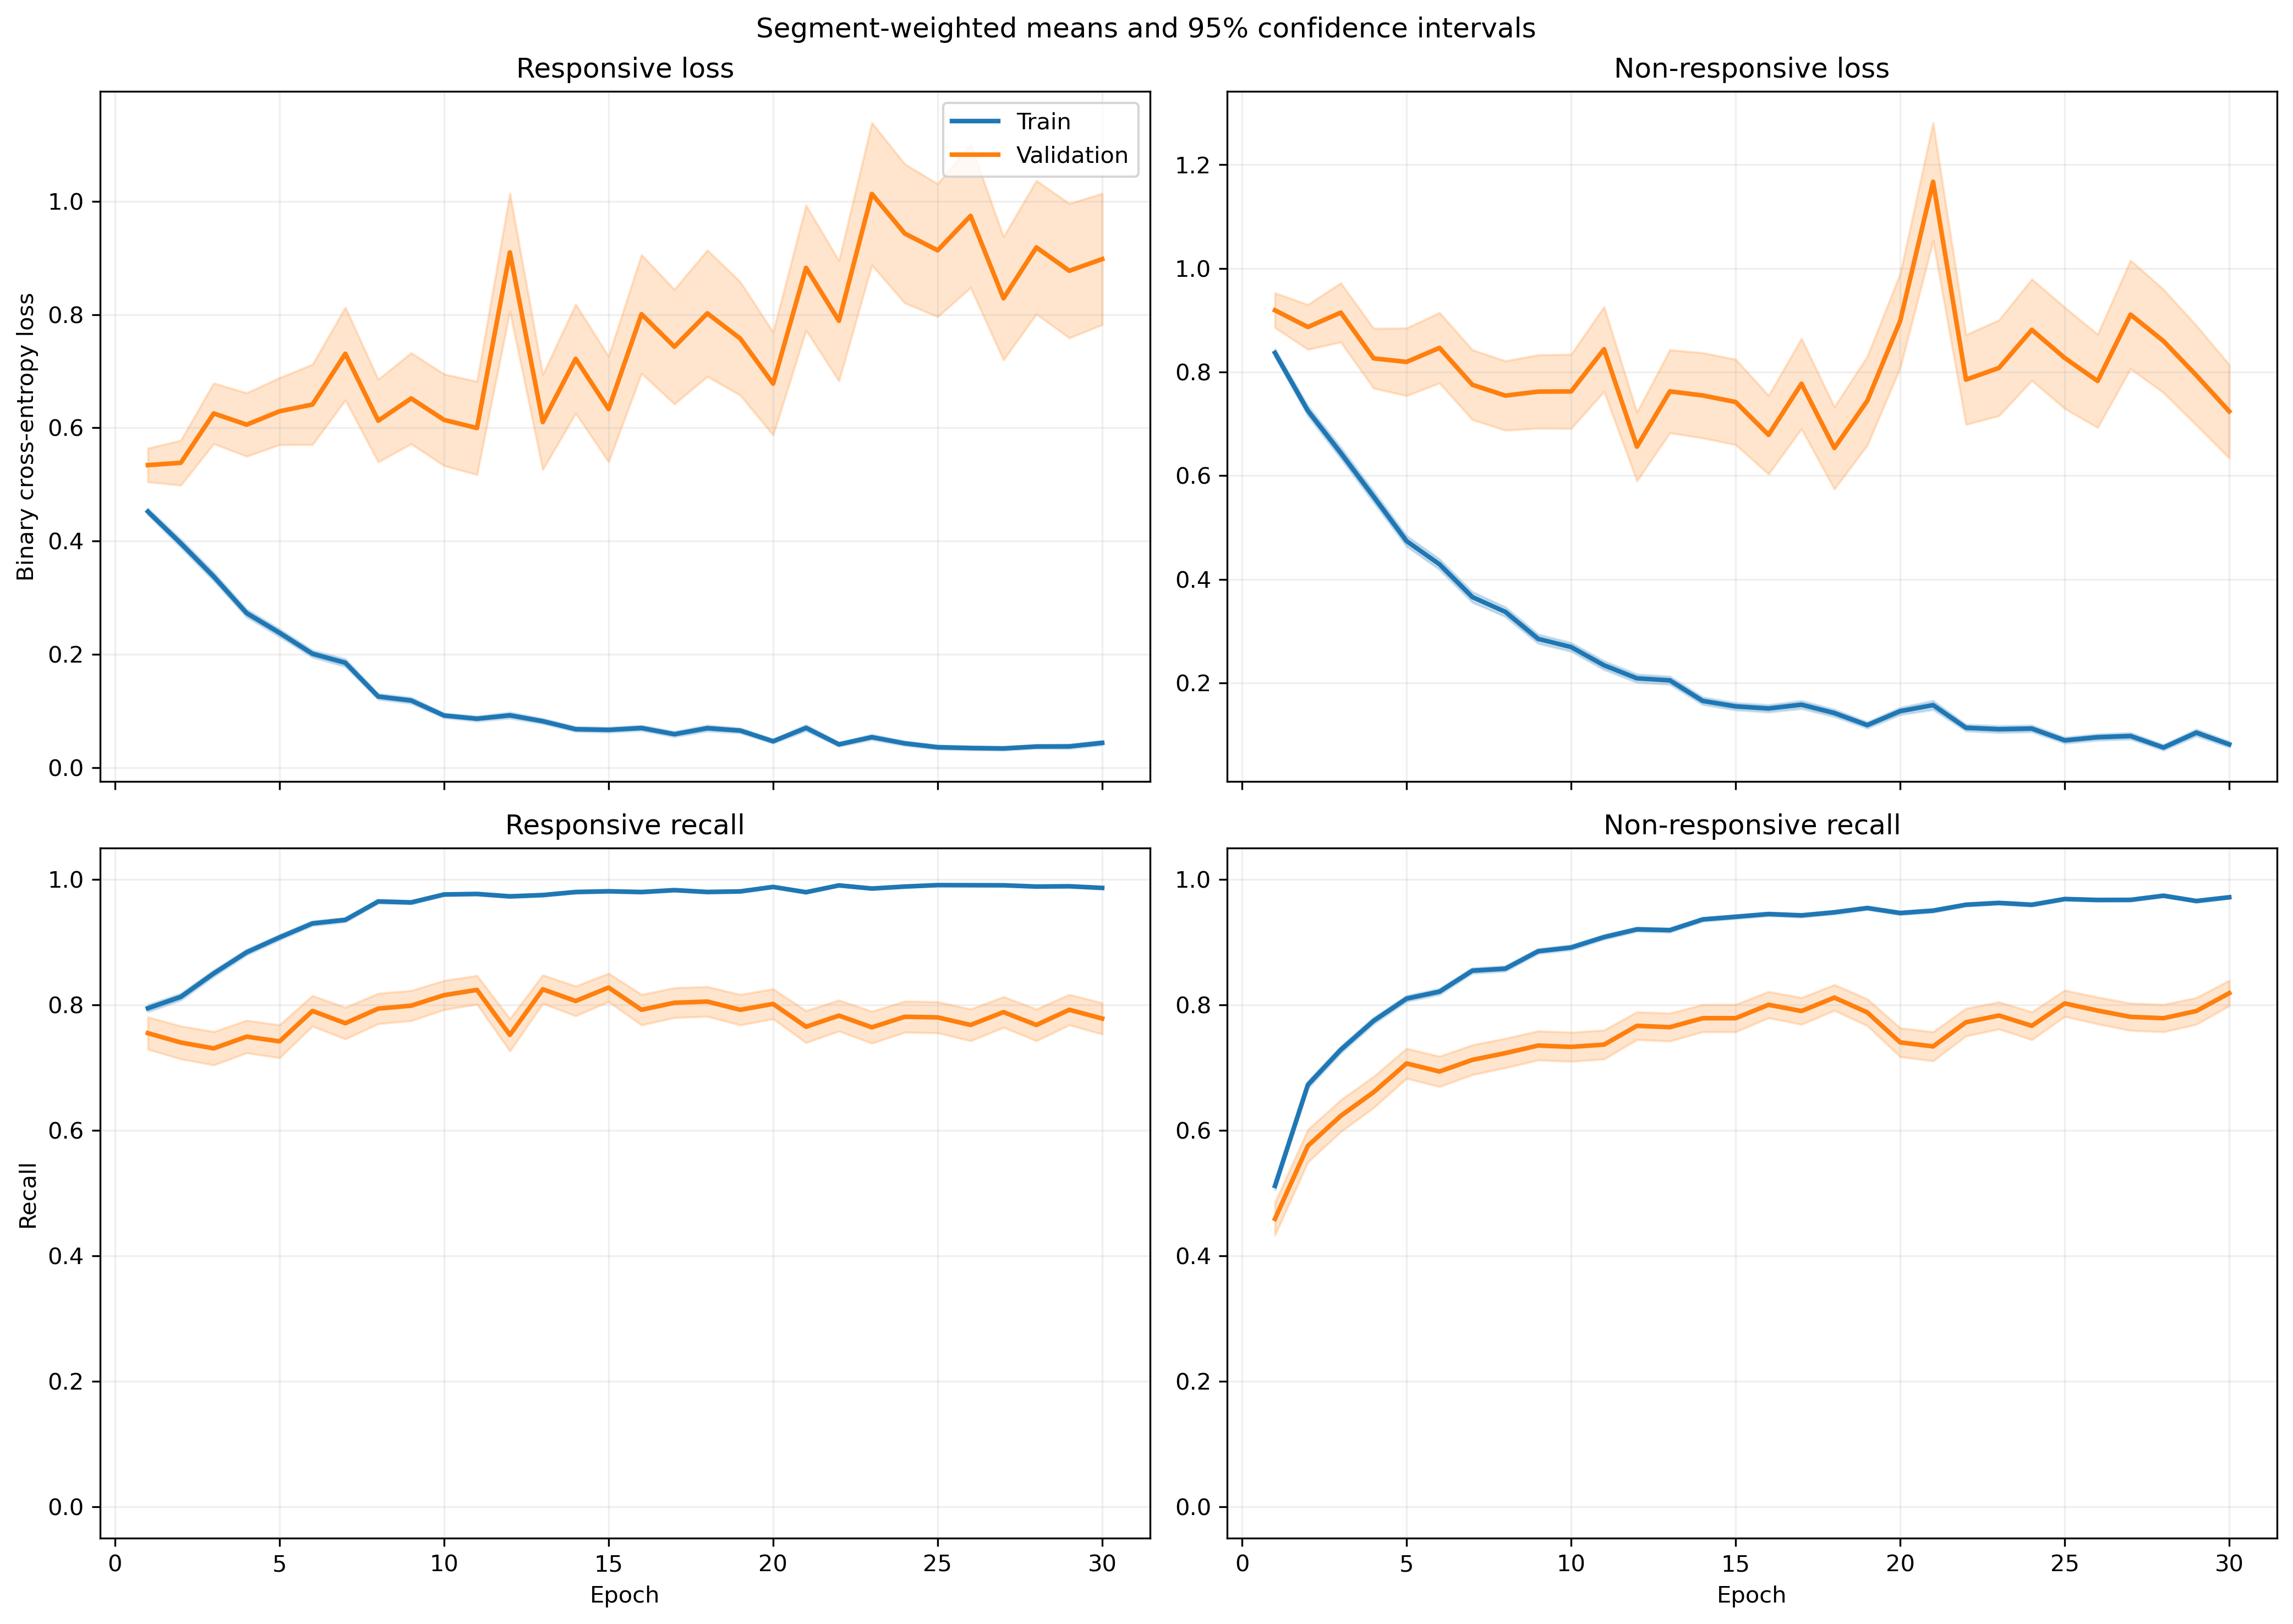 Segment-weighted means and 95% confidence intervals
Responsive loss
Non-responsive loss
Train
Validation
Binary cross-entropy loss
1.0
0.8
0.6
0.4
0.2
0.0
1.2
1.0
0.8
0.6
0.4
0.2
Responsive recall
Non-responsive recall
Recall
1.0
0.8
0.6
0.4
0.2
0.0
1.0
0.8
0.6
0.4
0.2
0.0
0 5 10 15 20 25 30
0 5 10 15 20 25 30
Epoch
Epoch